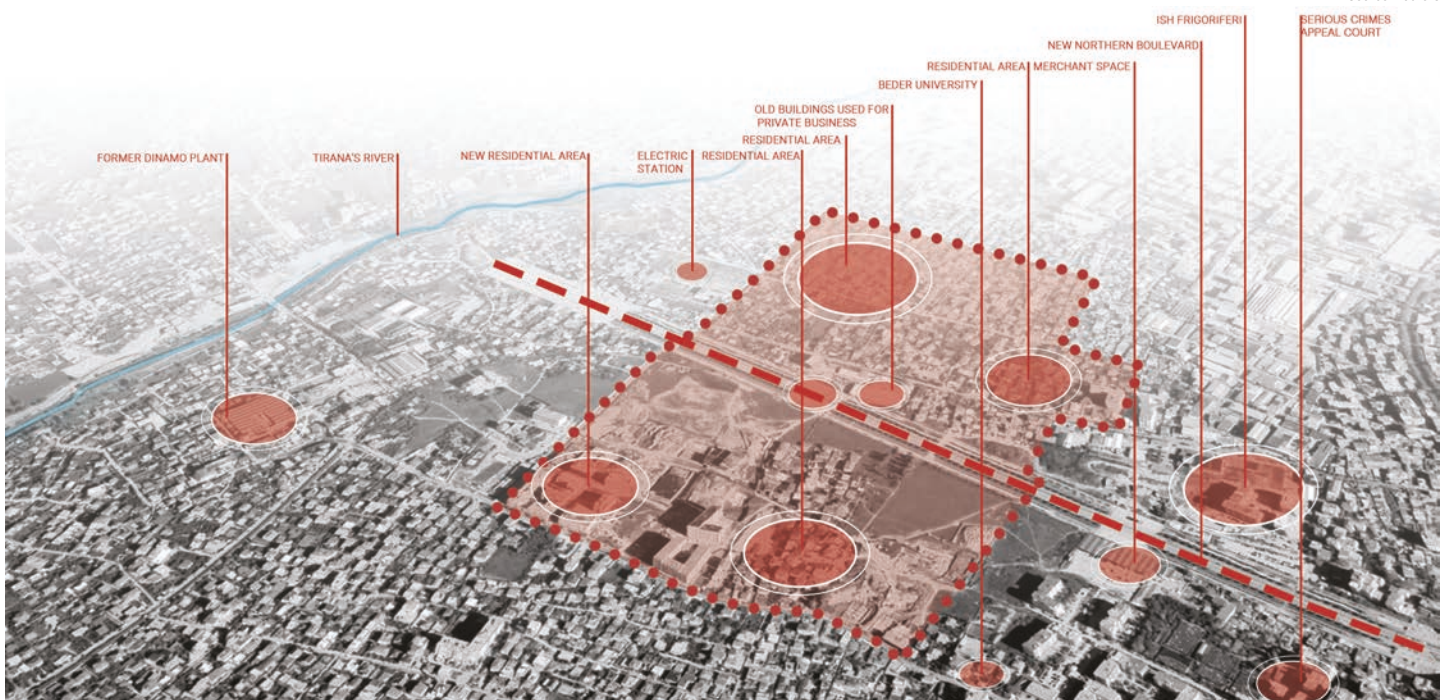 SERIOUS CRIMES
APPEAL COURT
ISH FRIGORIFERI
NEW NORTHERN BOULEVARD
RESIDENTIAL AREA
MERCHANT SPACE
BEDER UNIVERSITY
OLD BUILDINGS USED FOR
PRIVATE BUSINESS
RESIDENTIAL AREA
FORMER DINAMO PLANT
TIRANA'S RIVER
NEW RESIDENTIAL AREA
ELECTRIC
STATION
RESIDENTIAL AREA